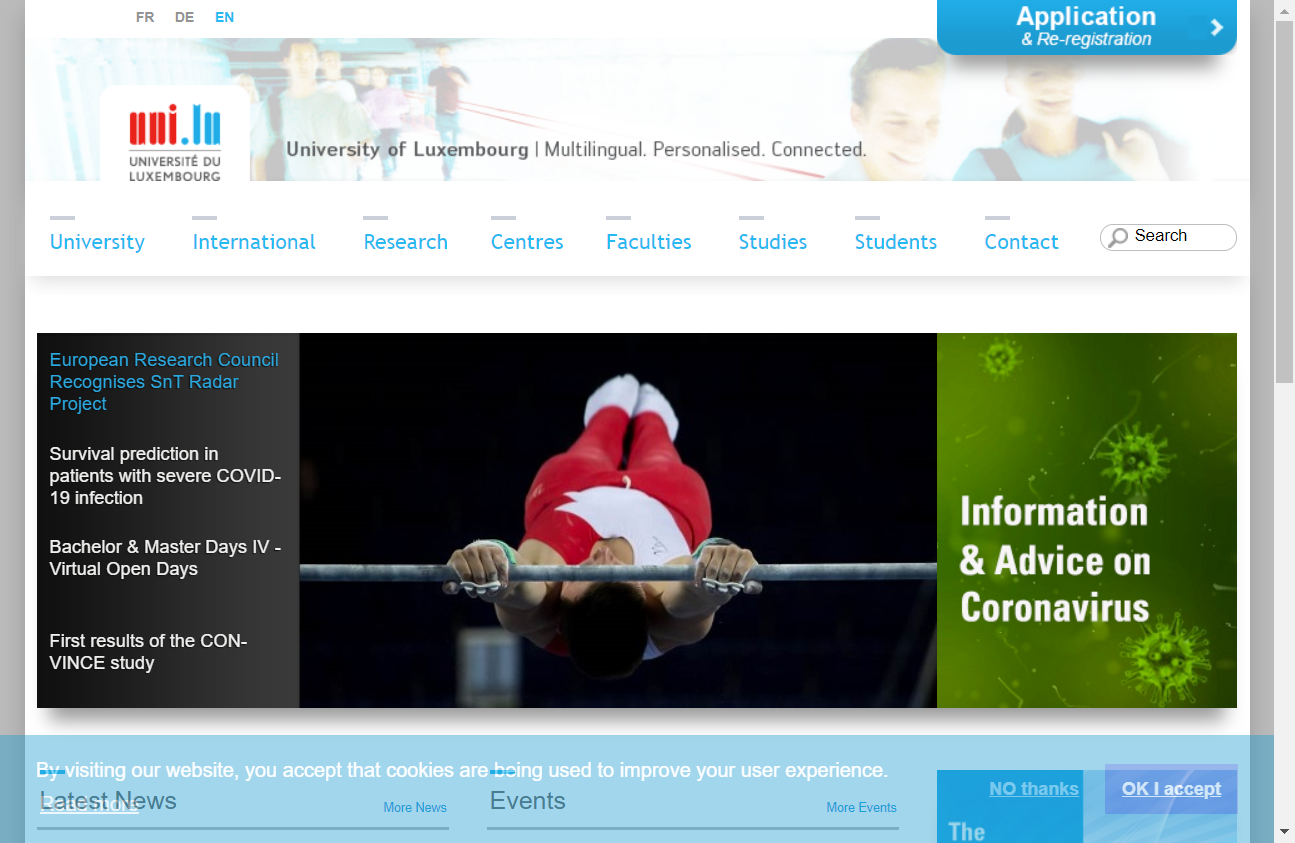 FR DE EN
Application
& Re-registration
uni.lu
UNIVERSITÉ DU
LUXEMBOURG
University of Luxembourg | Multilingual. Personalised. Connected.
University International Research Centres Faculties Studies Students Contact Search
European Research Council
Recognises SnT Radar
Project
Survival prediction in
patients with severe COVID-
19 infection
Bachelor & Master Days IV -
Virtual Open Days
First results of the CON-
VINCE study
Information
& Advice on
Coronavirus
By visiting our website, you accept that cookies are being used to improve your user experience.
Read more
NO thanks
OK I accept
Latest News
More News
Events
More Events
The